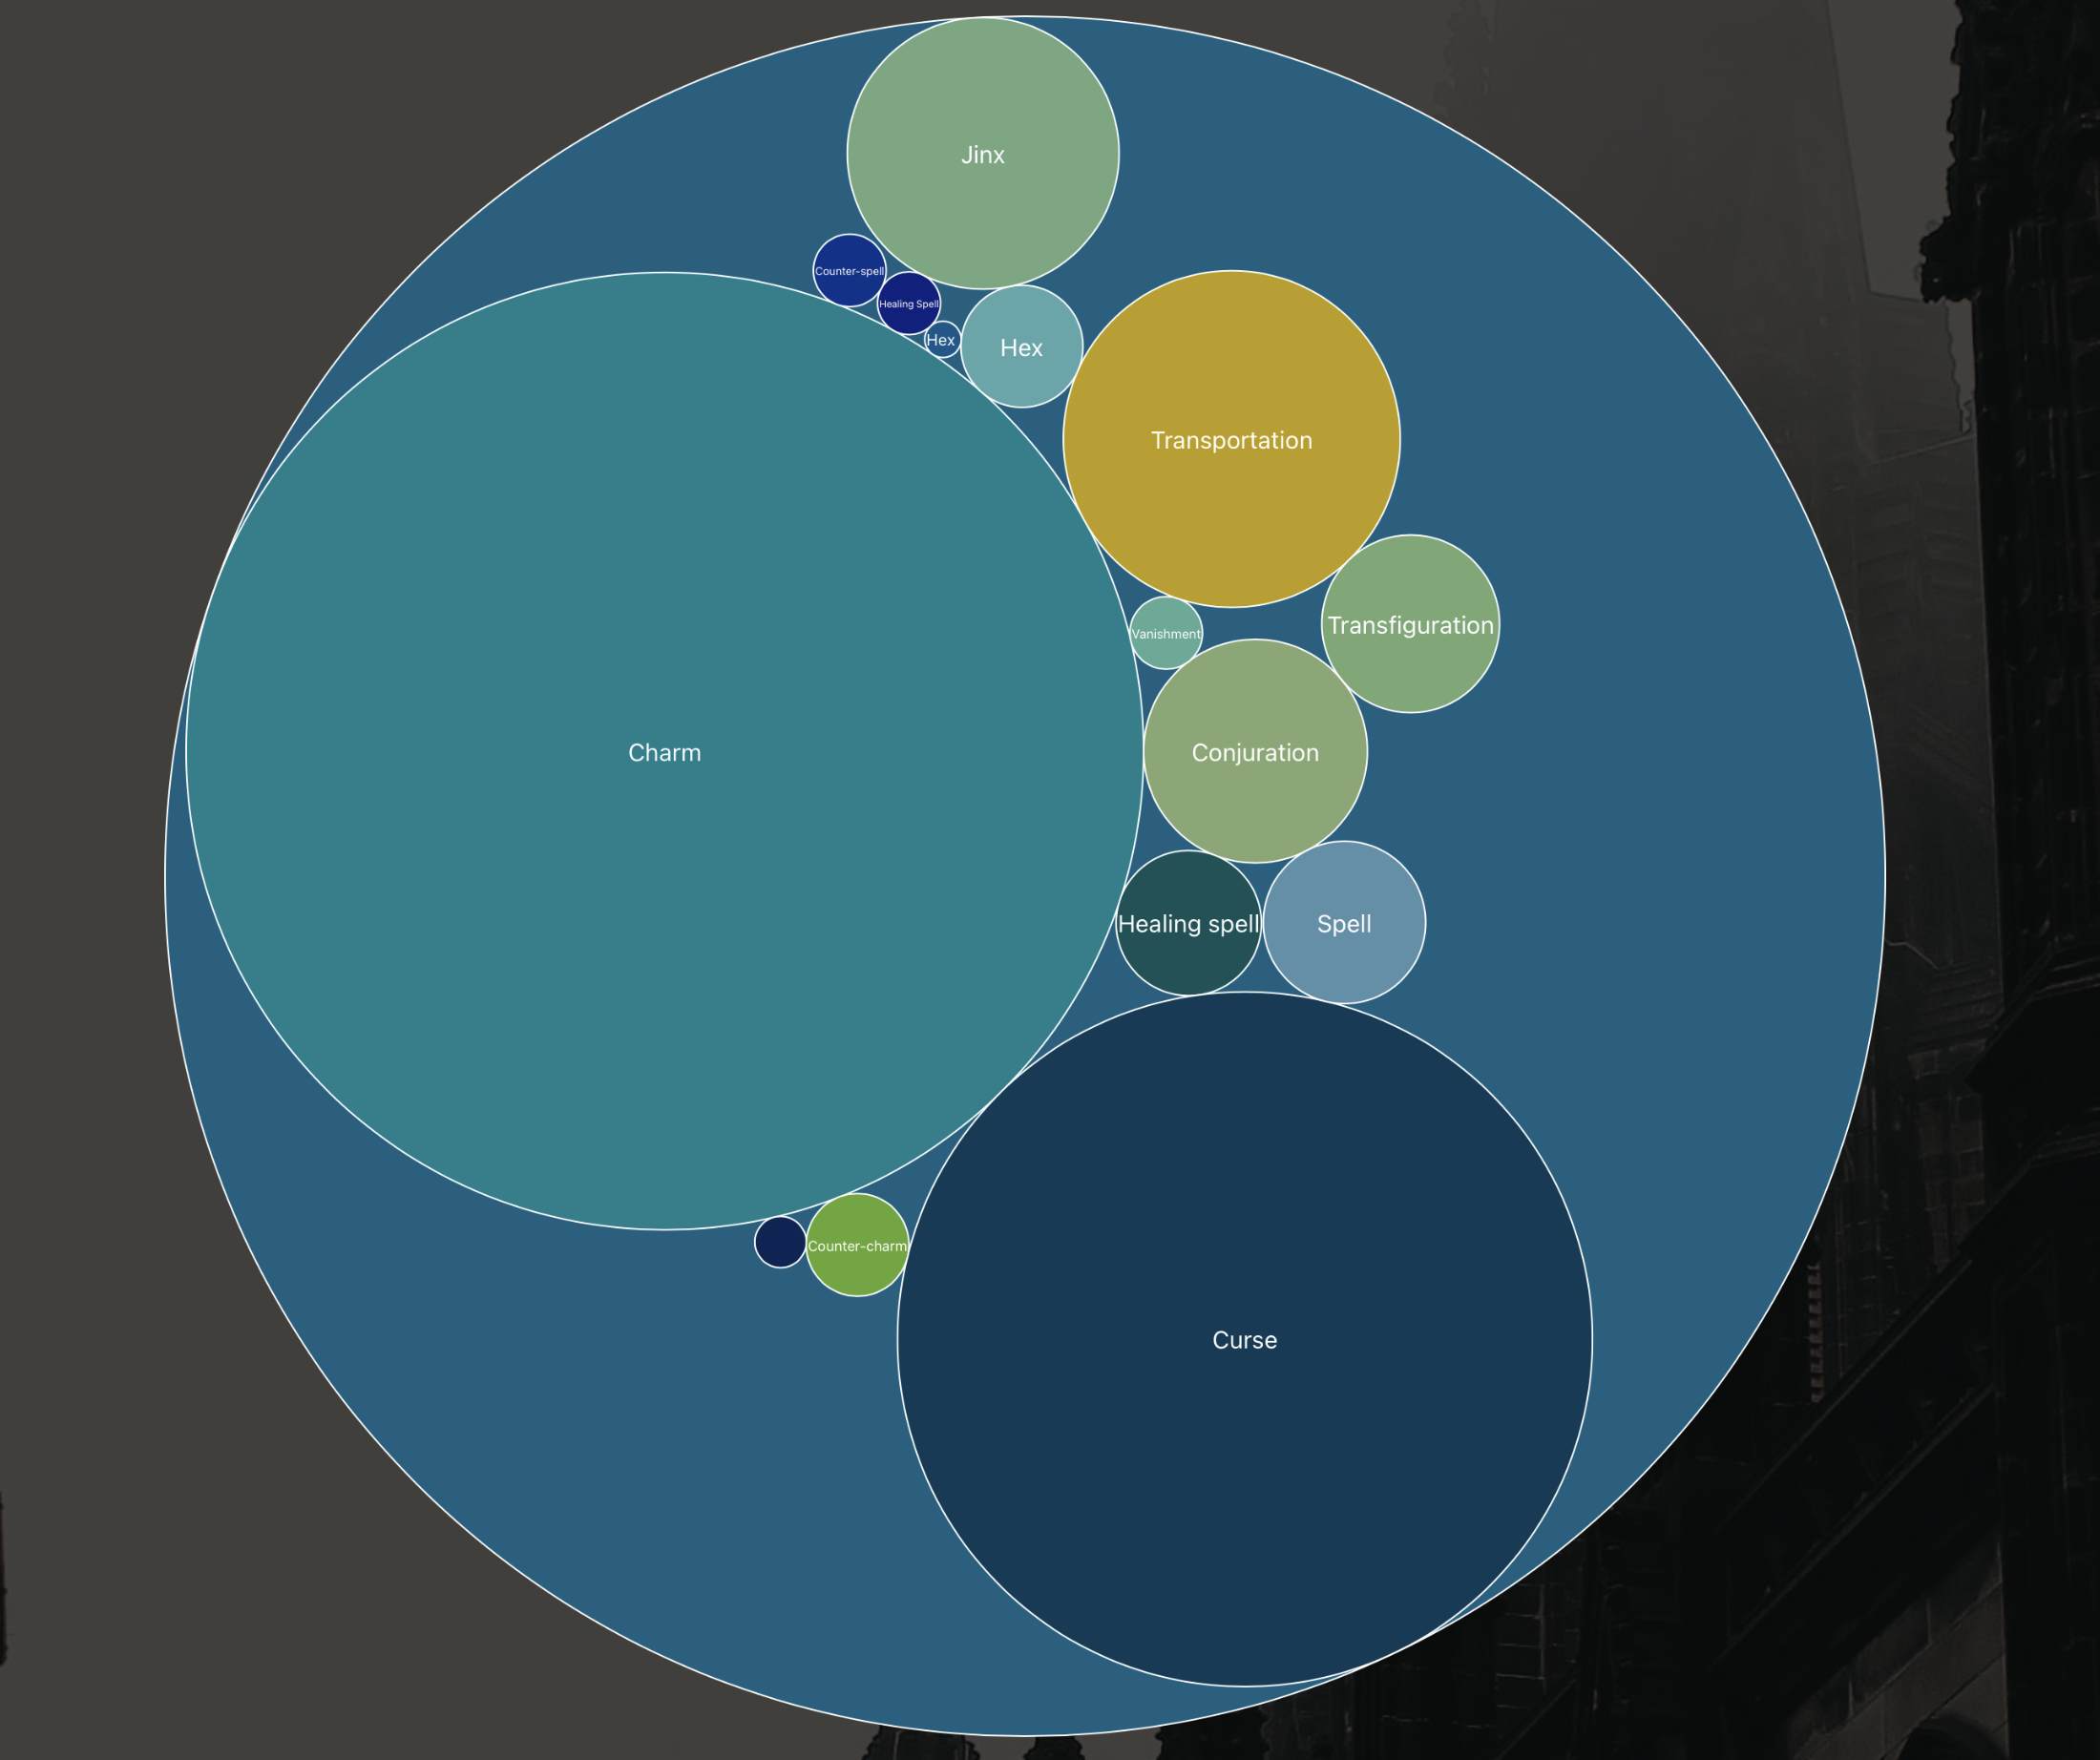 Jinx
Counter-spell
Healing Spell
Hex
Hex
Transportation
Transfiguration
Vanishment
Charm
Conjuration
Healing spell
Spell
Counter-charm
Curse